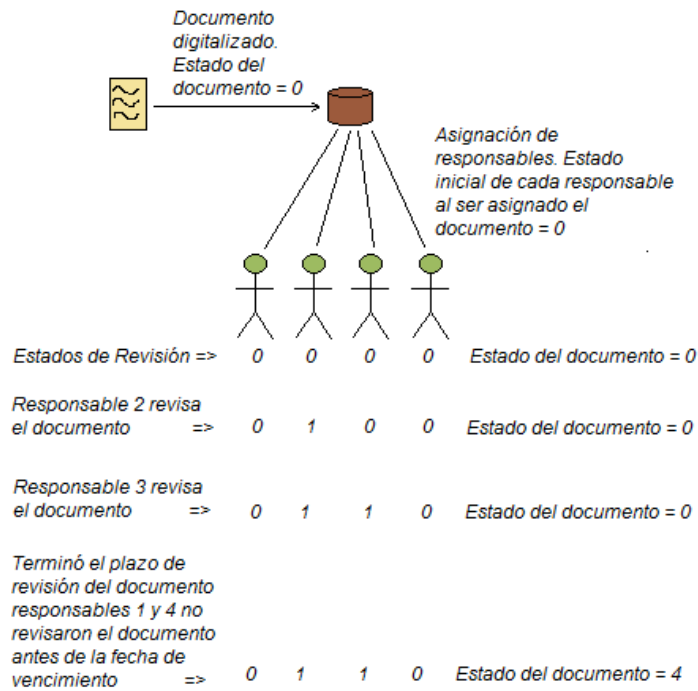 Documento
digitalizado.
Estado del
documento = 0
Asignación de
responsables. Estado
inicial de cada responsable
al ser asignado el
documento = 0
Estados de Revisión => 0 0 0 0 Estado del documento = 0
Responsable 2 revisa
el documento => 0 1 0 0 Estado del documento = 0
Responsable 3 revisa
el documento => 0 1 1 0 Estado del documento = 0
Terminó el plazo de
revisión del documento
responsables 1 y 4 no
revisaron el documento
antes de la fecha de
vencimiento => 0 1 1 0 Estado del documento = 4